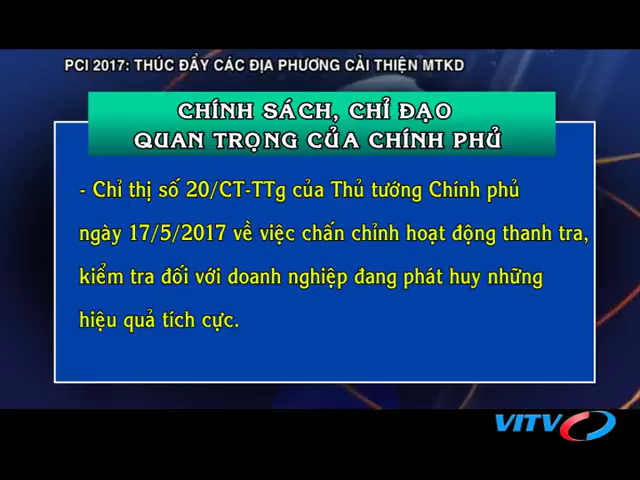 PCI 2017: THÚC ĐẨY CÁC ĐỊA PHƯƠNG CẢI THIỆN MTKD
CHÍNH SÁCH, CHỈ ĐẠO
QUAN TRỌNG CỦA CHÍNH PHỦ
- Chỉ thị số 20/CT-TTg của Thủ tướng Chính phủ
ngày 17/5/2017 về việc chấn chỉnh hoạt động thanh tra,
kiểm tra đối với doanh nghiệp đang phát huy những
hiệu quả tích cực.
VITV